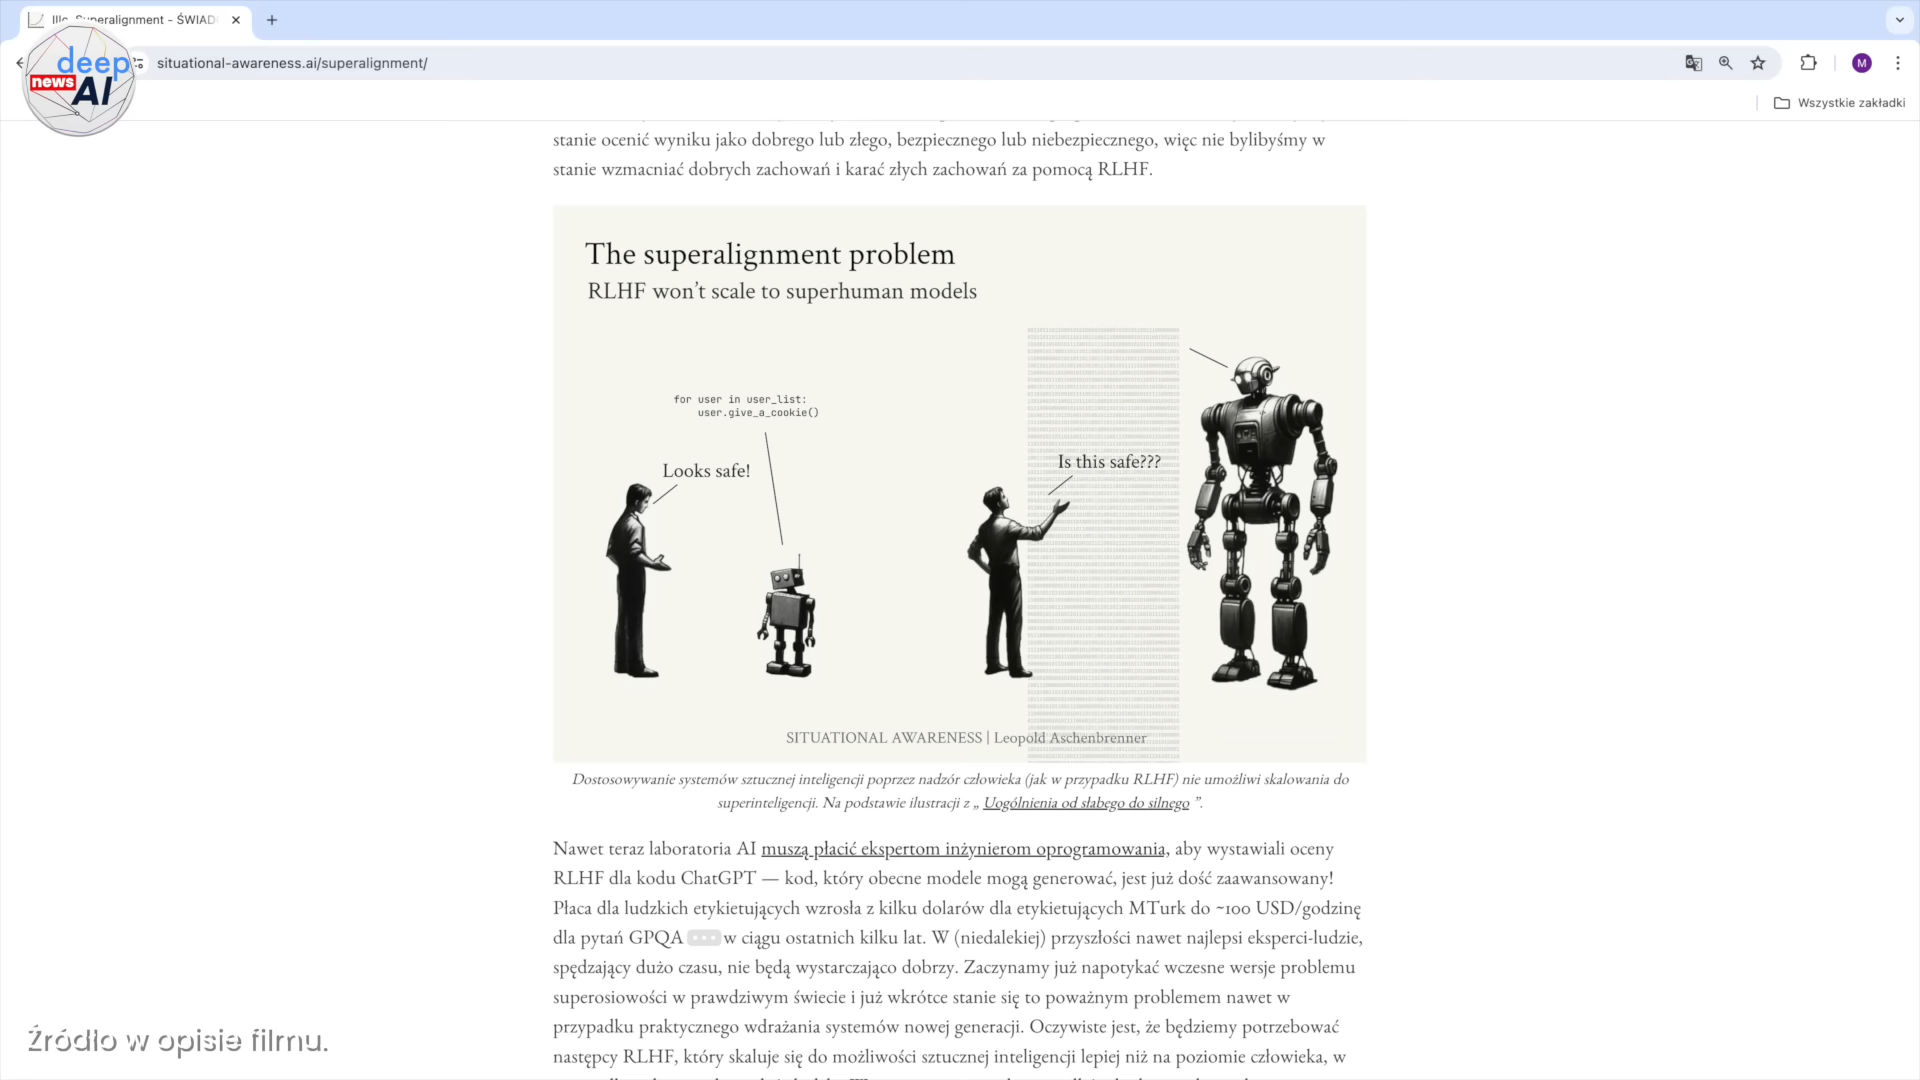 IIIc. Superalignment - ŚWIAD
situational-awareness.ai/superalignment/
M
Wszystkie zakładki
deep
news
AI
stanie ocenić wyniku jako dobrego lub złego, bezpiecznego lub niebezpiecznego, więc nie bylibyśmy w
stanie wzmacniać dobrych zachowań i karać złych zachowań za pomocą RLHF.
The superalignment problem
RLHF won't scale to superhuman models
for user in user_list:
user.give_a_cookie()
Looks safe!
Is this safe???
SITUATIONAL AWARENESS | Leopold Aschenbrenner
Dostosowywanie systemów sztucznej inteligencji poprzez nadzór człowieka (jak w przypadku RLHF) nie umożliwi skalowania do
superinteligencji. Na podstawie ilustracji z „ Uogólnienia od słabego do silnego ”.
Nawet teraz laboratoria AI muszą płacić ekspertom inżynierom oprogramowania, aby wystawiali oceny
RLHF dla kodu ChatGPT — kod, który obecne modele mogą generować, jest już dość zaawansowany!
Płaca dla ludzkich etykietujących wzrosła z kilku dolarów dla etykietujących MTurk do ~100 USD/godzinę
dla pytań GPQA w ciągu ostatnich kilku lat. W (niedalekiej) przyszłości nawet najlepsi eksperci-ludzie,
spędzający dużo czasu, nie będą wystarczająco dobrzy. Zaczynamy już napotykać wczesne wersje problemu
superosiowości w prawdziwym świecie i już wkrótce stanie się to poważnym problemem nawet w
przypadku praktycznego wdrażania systemów nowej generacji. Oczywiste jest, że będziemy potrzebować
następcy RLHF, który skaluje się do możliwości sztucznej inteligencji lepiej niż na poziomie człowieka, w
Źródło w opisie filmu.